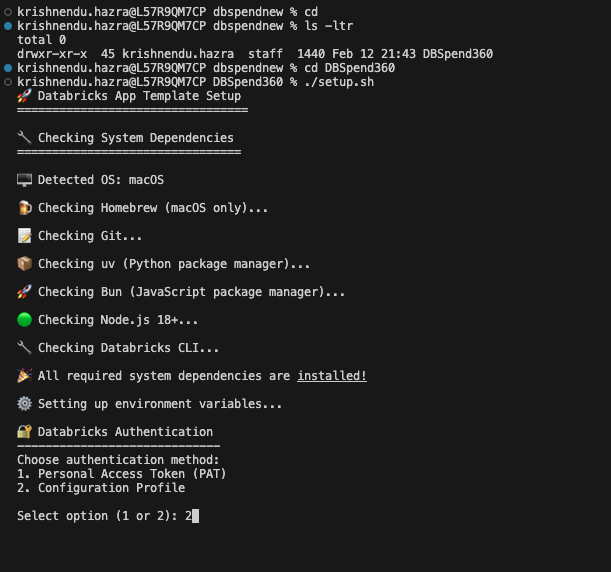 krishnendu.hazra@L57R9QM7CP dbspendnew % cd
krishnendu.hazra@L57R9QM7CP dbspendnew % ls -ltr
total 0
drwxr-xr-x  45 krishnendu.hazra  staff  1440 Feb 12 21:43 DBSpend360
krishnendu.hazra@L57R9QM7CP dbspendnew % cd DBSpend360
krishnendu.hazra@L57R9QM7CP DBSpend360 % ./setup.sh
🚀 Databricks App Template Setup
=================================
🔧 Checking System Dependencies
================================
🖥️ Detected OS: macOS
🍺 Checking Homebrew (macOS only)...
📝 Checking Git...
📦 Checking uv (Python package manager)...
🚀 Checking Bun (JavaScript package manager)...
🟢 Checking Node.js 18+...
🔧 Checking Databricks CLI...
🎉 All required system dependencies are installed!
⚙️ Setting up environment variables...
🔐 Databricks Authentication
-----------------------------
Choose authentication method:
1. Personal Access Token (PAT)
2. Configuration Profile
Select option (1 or 2): 2